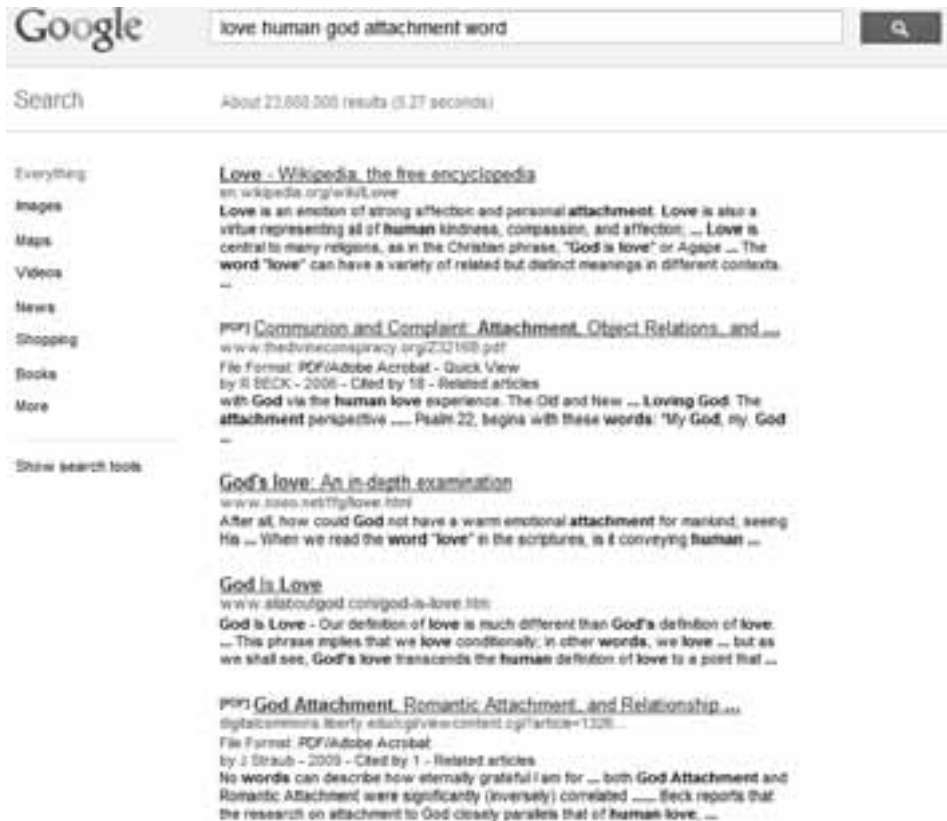 Google
love human god attachment word
Search
About 23,600,000 results (0.27 seconds)
Everything
Images
Maps
Videos
News
Shopping
Books
More
Show search tools
Love - Wikipedia, the free encyclopedia
en.wikipedia.org/wiki/Love
Love is an emotion of strong affection and personal attachment. Love is also a
virtue representing all of human kindness, compassion, and affection; ... Love is
central to many religions, as in the Christian phrase, "God is love" or Agape ... The
word "love" can have a variety of related but distinct meanings in different contexts.
...
[PDF] Communion and Complaint: Attachment, Object Relations, and ...
www.thedivineconspiracy.org/Z3216B.pdf
File Format: PDF/Adobe Acrobat - Quick View
by R BECK - 2006 - Cited by 18 - Related articles
with God via the human love experience. The Old and New ... Loving God. The
attachment perspective ..... Psalm 22, begins with these words: "My God, my God
...
God's love: An in-depth examination
After all, how could God not have a warm emotional attachment for mankind, seeing
His ... When we read the word "love" in the scriptures, is it conveying human ...
God Is Love
www.allaboutgod.com/god-is-love.htm
God is Love - Our definition of love is much different than God's definition of love.
... This phrase implies that we love conditionally; in other words, we love ... but as
we shall see, God's love transcends the human definition of love to a point that ...
[PDF] God Attachment, Romantic Attachment, and Relationship ...
digitalcommons.liberty.edu/cgi/viewcontent.cgi?article=1326...
File Format: PDF/Adobe Acrobat
by J Straub - 2009 - Cited by 1 - Related articles
No words can describe how eternally grateful I am for ... both God Attachment and
Romantic Attachment were significantly (inversely) correlated ...... Beck reports that
the research on attachment to God closely parallels that of human love, ...